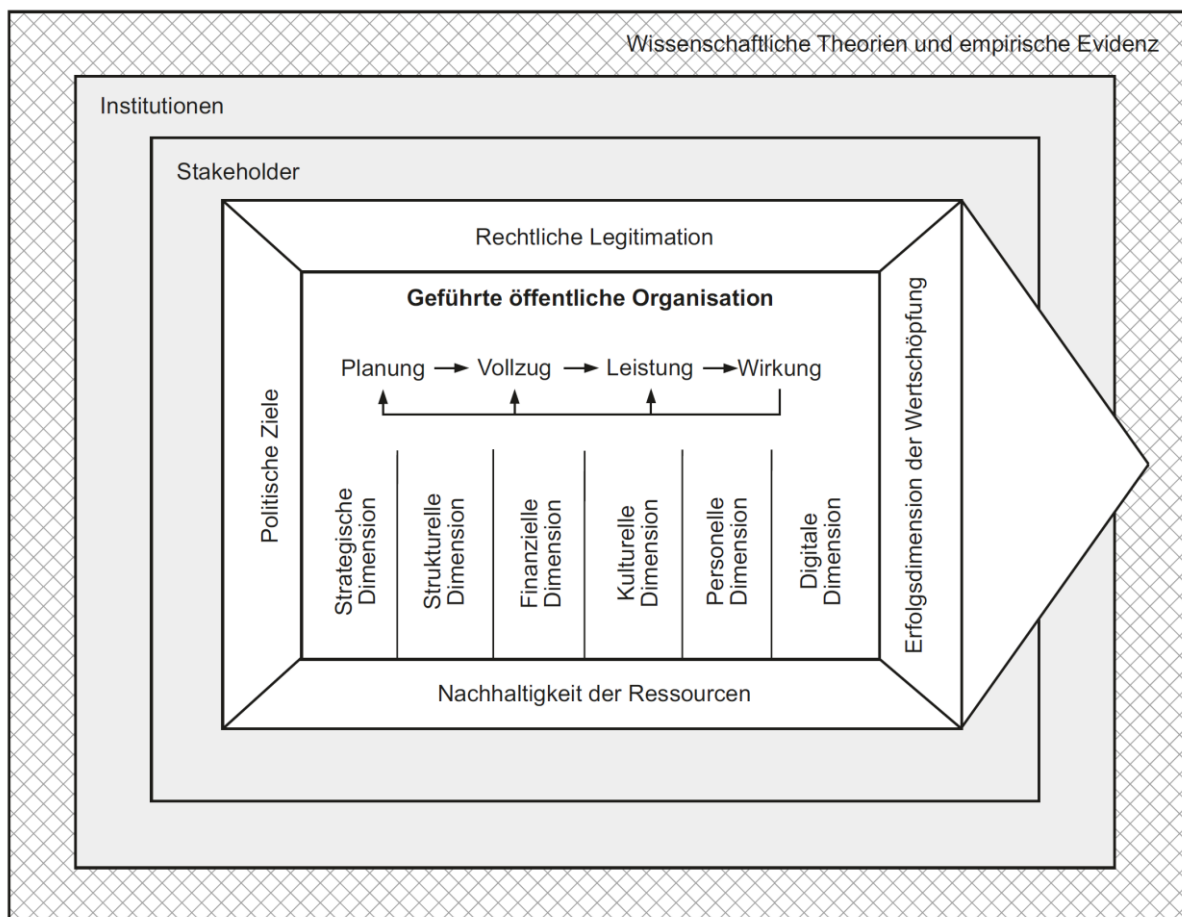 Wissenschaftliche Theorien und empirische Evidenz
Institutionen
Stakeholder
Rechtliche Legitimation
Geführte öffentliche Organisation
Planung Vollzug Leistung Wirkung
Politische Ziele
Strategische
Dimension
Strukturelle
Dimension
Finanzielle
Dimension
Kulturelle
Dimension
Personelle
Dimension
Digitale
Dimension
Erfolgsdimension der Wertschöpfung
Nachhaltigkeit der Ressourcen